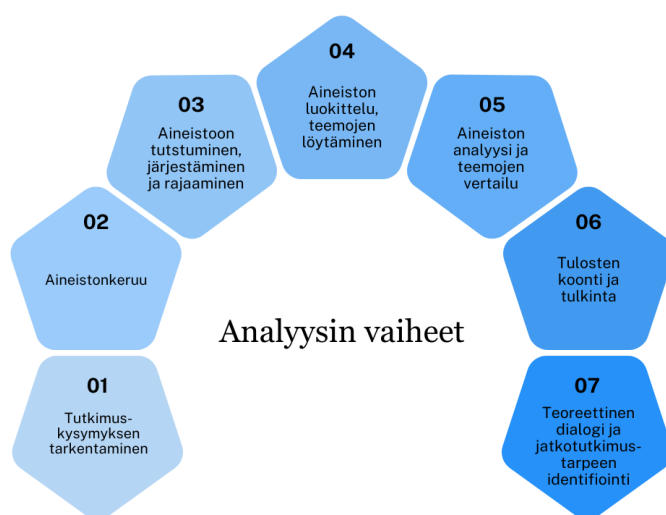 01
Tutkimus-
kysymyksen
tarkentaminen
02
Aineistonkeruu
03
Aineistoon
tutstuminen,
järjestäminen
ja rajaaminen
04
Aineiston
luokittelu,
teemojen
löytäminen
05
Aineiston
analyysi ja
teemojen
vertailu
06
Tulosten
koonti ja
tulkinta
07
Teoreettinen
dialogi ja
jatkotutkimus-
tarpeen
identifiointi
Analyysin vaiheet